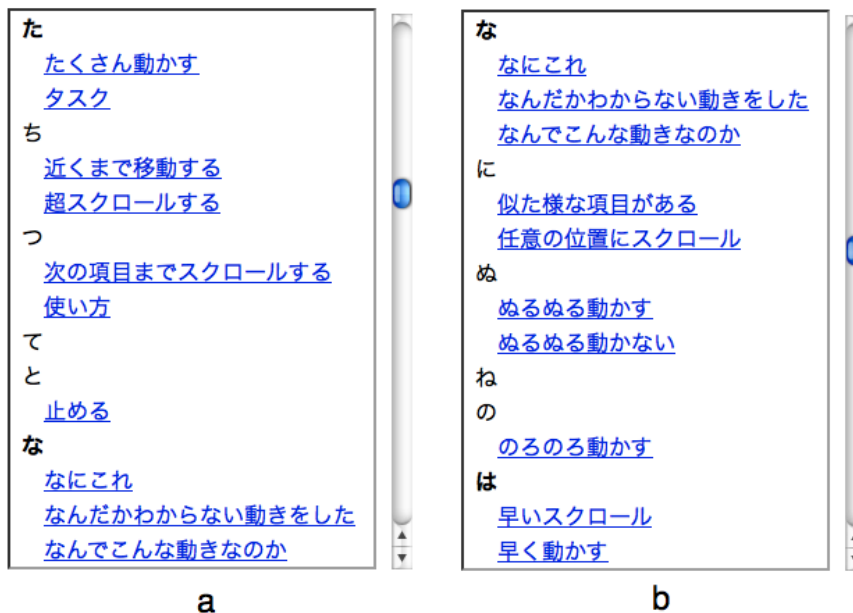 た
たくさん動かす
タスク
ち
近くまで移動する
超スクロールする
つ
次の項目までスクロールする
使い方
て
と
止める
な
なにこれ
なんだかわからない動きをした
なんでこんな動きなのか
a
な
なにこれ
なんだかわからない動きをした
なんでこんな動きなのか
に
似た様な項目がある
任意の位置にスクロール
ぬ
ぬるぬる動かす
ぬるぬる動かない
ね
の
のろのろ動かす
は
早いスクロール
早く動かす
b